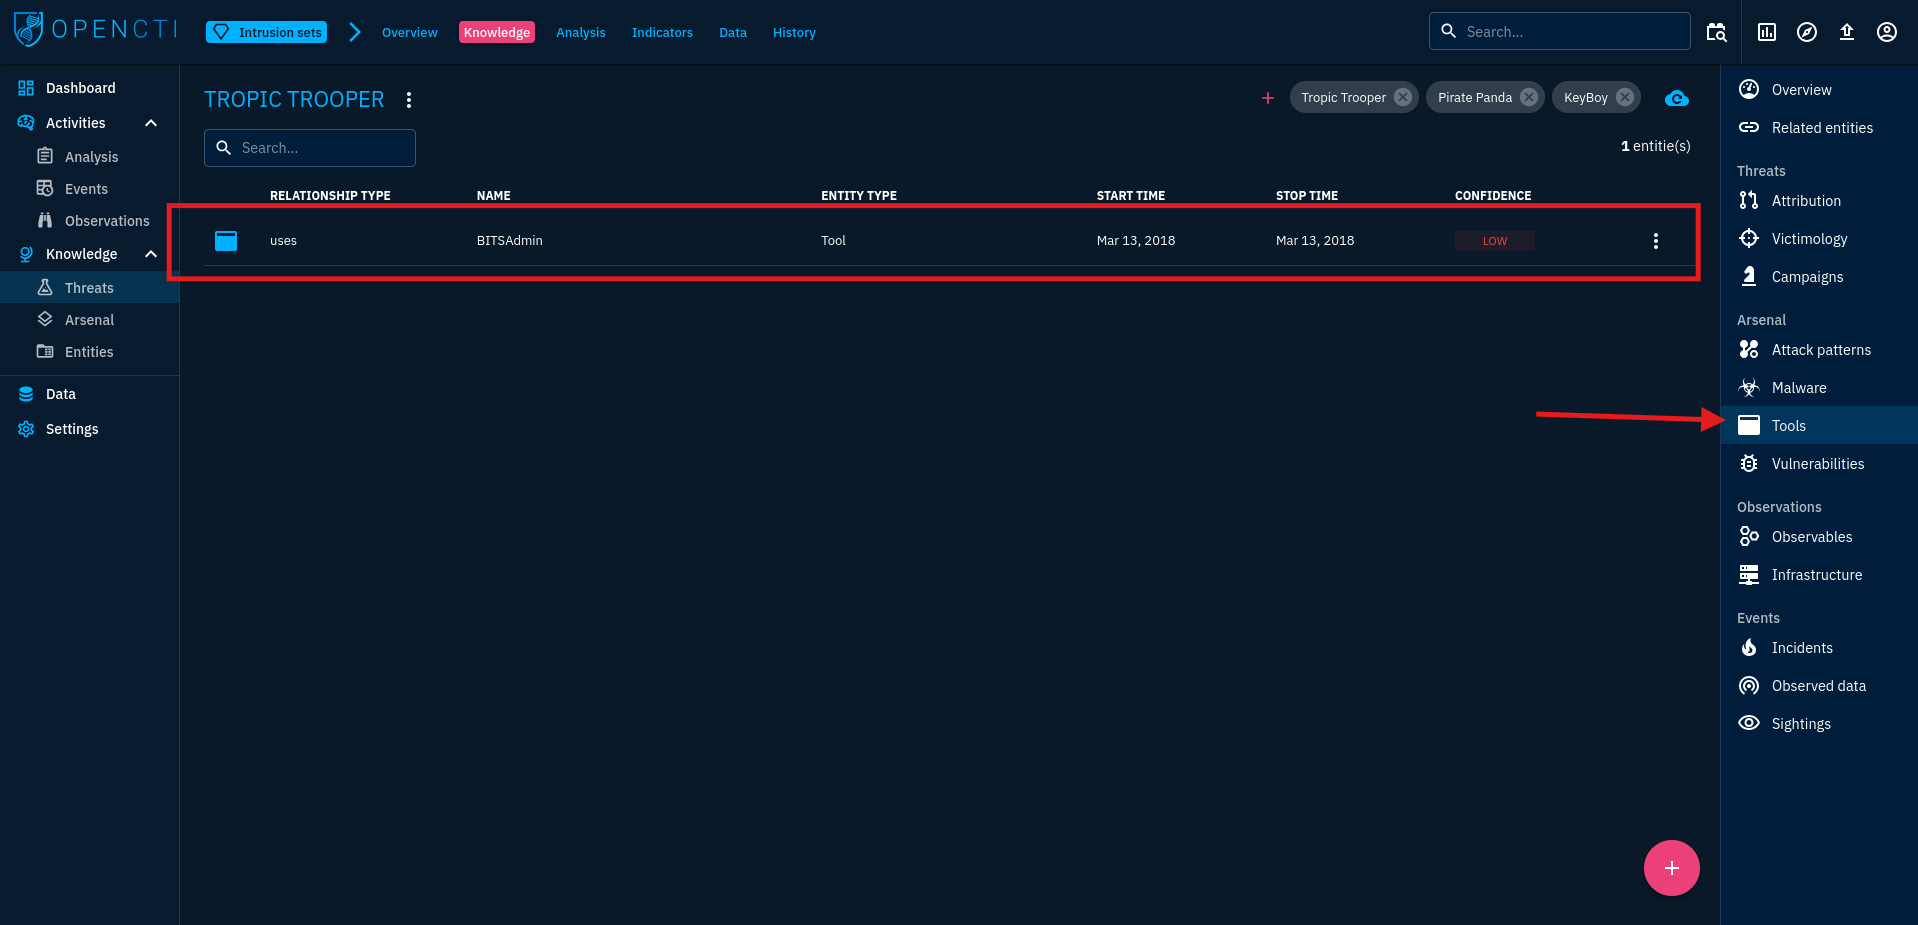 OPENCTI
Intrusion sets Overview Knowledge Analysis Indicators Data History
Search...
Dashboard
Activities
Analysis
Events
Observations
Knowledge
Threats
Arsenal
Entities
Data
Settings
TROPIC TROOPER
Tropic Trooper Pirate Panda KeyBoy
Search...
1 entitie(s)
RELATIONSHIP TYPE NAME ENTITY TYPE START TIME STOP TIME CONFIDENCE
uses BITSAdmin Tool Mar 13, 2018 Mar 13, 2018 LOW
Overview
Related entities
Threats
Attribution
Victimology
Campaigns
Arsenal
Attack patterns
Malware
Tools
Vulnerabilities
Observations
Observables
Infrastructure
Events
Incidents
Observed data
Sightings